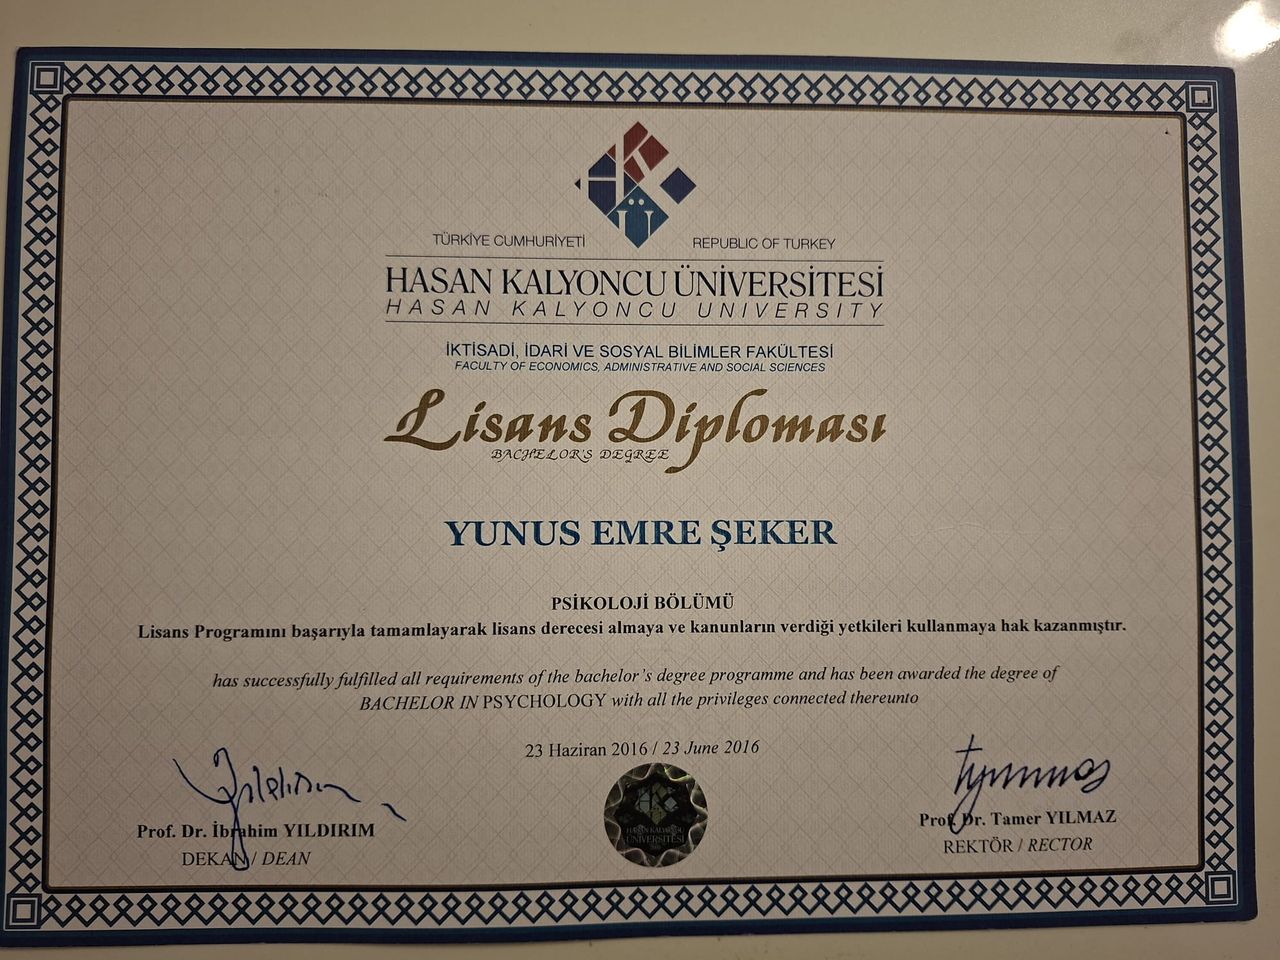 TÜRKİYE CUMHURİYETİ REPUBLIC OF TURKEY
HASAN KALYONCU ÜNİVERSİTESİ
HASAN KALYONCU UNIVERSITY
İKTİSADİ, İDARİ VE SOSYAL BİLİMLER FAKÜLTESİ
FACULTY OF ECONOMICS, ADMINISTRATIVE AND SOCIAL SCIENCES
Lisans Diploması
BACHELOR'S DEGREE
YUNUS EMRE ŞEKER
PSİKOLOJİ BÖLÜMÜ
Lisans Programını başarıyla tamamlayarak lisans derecesi almaya ve kanunların verdiği yetkileri kullanmaya hak kazanmıştır.
has successfully fulfilled all requirements of the bachelor's degree programme and has been awarded the degree of
BACHELOR IN PSYCHOLOGY with all the privileges connected thereunto
23 Haziran 2016 / 23 June 2016
HASAN KALYONCU
ÜNİVERSİTESİ
Prof. Dr. İbrahim YILDIRIM
DEKAN / DEAN
Prof. Dr. Tamer YILMAZ
REKTÖR / RECTOR